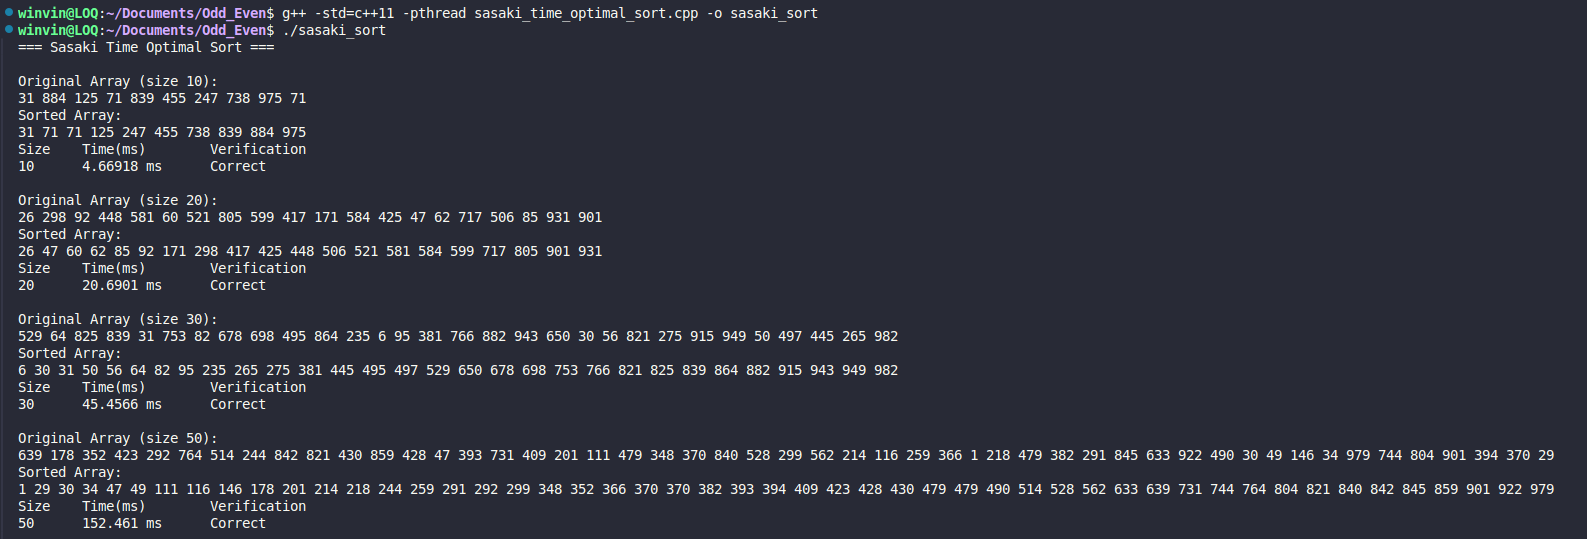 winvin@LOQ:~/Documents/Odd_Even$ g++ -std=c++11 -pthread sasaki_time_optimal_sort.cpp -o sasaki_sort
winvin@LOQ:~/Documents/Odd_Even$ ./sasaki_sort
=== Sasaki Time Optimal Sort ===
Original Array (size 10):
31 884 125 71 839 455 247 738 975 71
Sorted Array:
31 71 71 125 247 455 738 839 884 975
Size    Time(ms)        Verification
10      4.66918 ms      Correct
Original Array (size 20):
26 298 92 448 581 60 521 805 599 417 171 584 425 47 62 717 506 85 931 901
Sorted Array:
26 47 60 62 85 92 171 298 417 425 448 506 521 581 584 599 717 805 901 931
Size    Time(ms)        Verification
20      20.6901 ms      Correct
Original Array (size 30):
529 64 825 839 31 753 82 678 698 495 864 235 6 95 381 766 882 943 650 30 56 821 275 915 949 50 497 445 265 982
Sorted Array:
6 30 31 50 56 64 82 95 235 265 275 381 445 495 497 529 650 678 698 753 766 821 825 839 864 882 915 943 949 982
Size    Time(ms)        Verification
30      45.4566 ms      Correct
Original Array (size 50):
639 178 352 423 292 764 514 244 842 821 430 859 428 47 393 731 409 201 111 479 348 370 840 528 299 562 214 116 259 366 1 218 479 382 291 845 633 922 490 30 49 146 34 979 744 804 901 394 370 29
Sorted Array:
1 29 30 34 47 49 111 116 146 178 201 214 218 244 259 291 292 299 348 352 366 370 370 382 393 394 409 423 428 430 479 479 490 514 528 562 633 639 731 744 764 804 821 840 842 845 859 901 922 979
Size    Time(ms)        Verification
50      152.461 ms      Correct